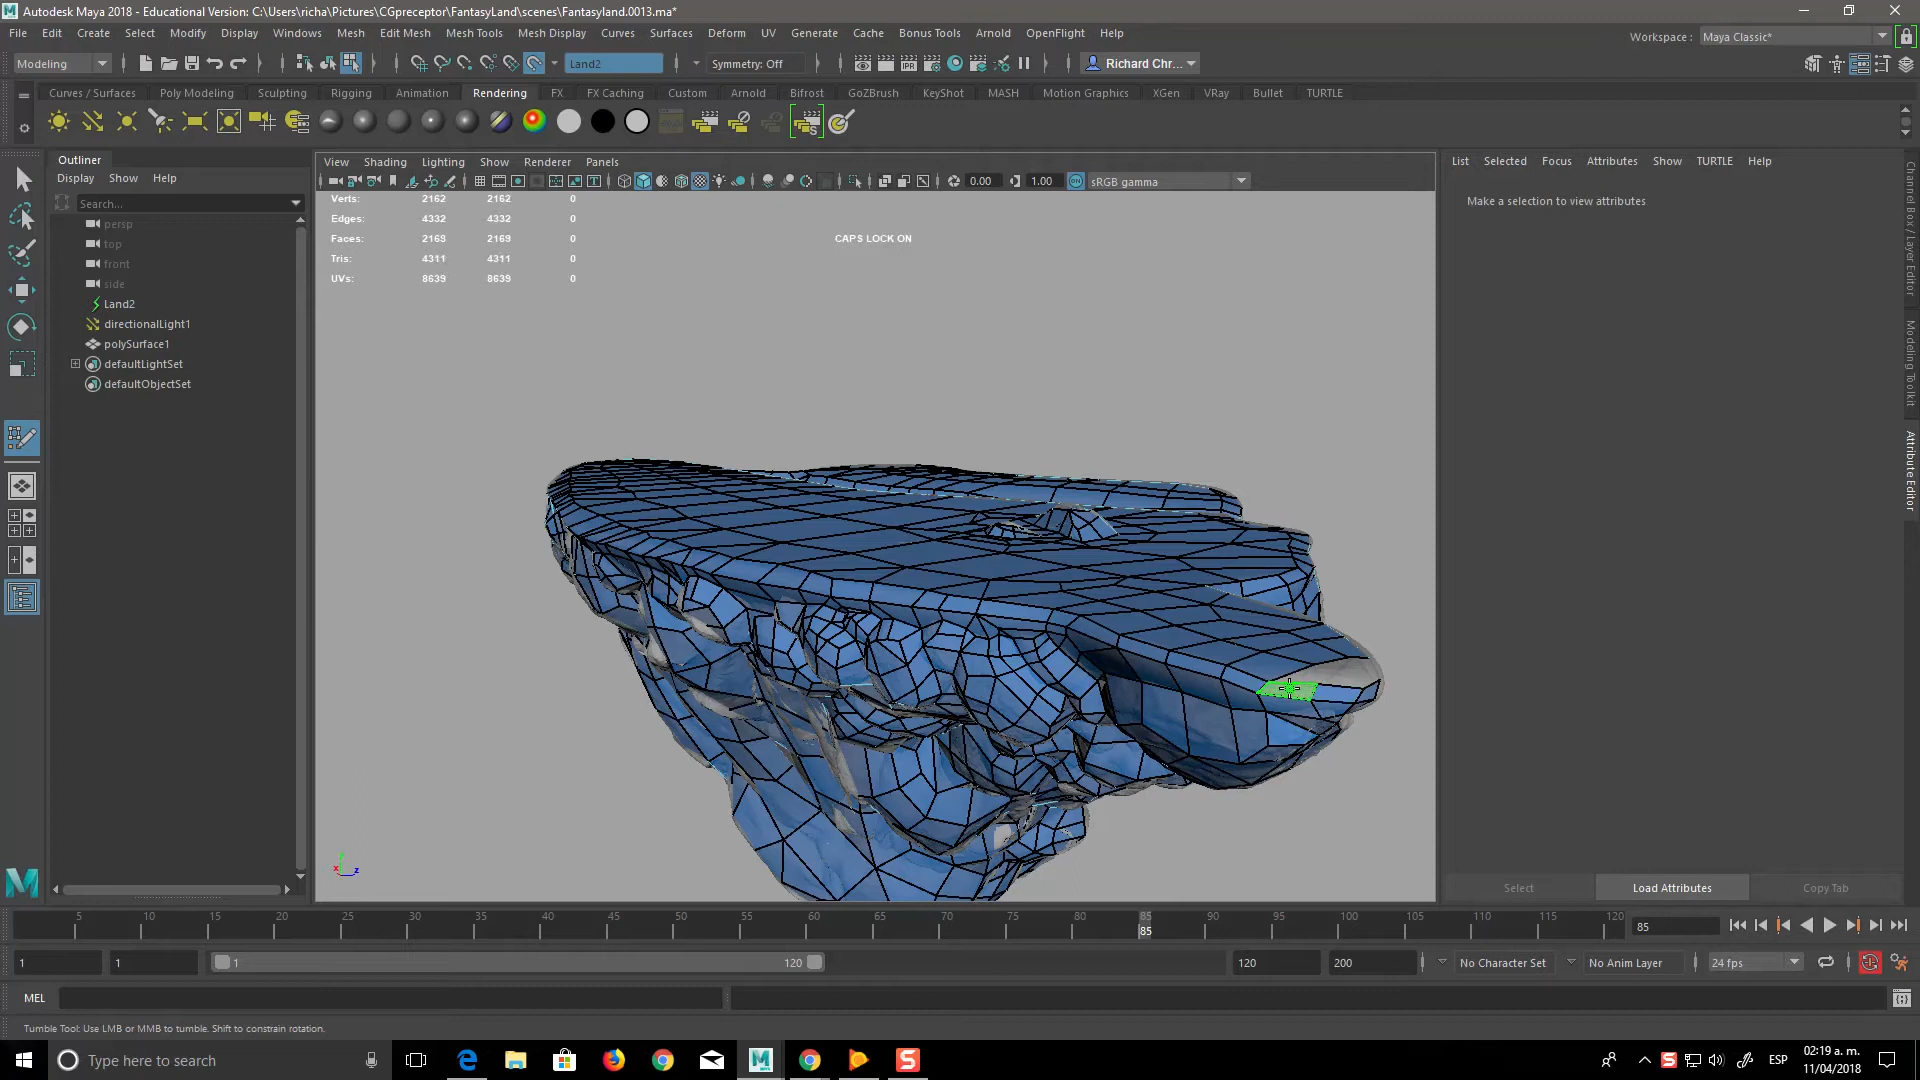 Autodesk Maya 2018 - Educational Version: C:\Users\richa\Pictures\CGpreceptor\FantasyLand\scenes\Fantasyland.0013.ma*
File Edit Create Select Modify Display Windows Mesh Edit Mesh Mesh Tools Mesh Display Curves Surfaces Deform UV Generate Cache Bonus Tools Arnold OpenFlight Help
Workspace : Maya Classic*
Modeling Land2 Symmetry: Off Richard Chr...
Curves / Surfaces Poly Modeling Sculpting Rigging Animation Rendering FX FX Caching Custom Arnold Bifrost GoZBrush KeyShot MASH Motion Graphics XGen VRay Bullet TURTLE
Outliner
Display Show Help
Search...
persp
top
front
side
Land2
directionalLight1
polySurface1
defaultLightSet
defaultObjectSet
View Shading Lighting Show Renderer Panels
0.00 1.00 sRGB gamma
Verts: 2162 2162 0
Edges: 4332 4332 0
Faces: 2169 2169 0
Tris: 4311 4311 0
UVs: 8639 8639 0
CAPS LOCK ON
List Selected Focus Attributes Show TURTLE Help
Make a selection to view attributes
Channel Box / Layer Editor
Modeling Toolkit
Attribute Editor
Select Load Attributes Copy Tab
5 10 15 20 25 30 35 40 45 50 55 60 65 70 75 80 85 90 95 100 105 110 115 120
85
85
1 1 1 120 120 200 No Character Set No Anim Layer 24 fps
MEL
Tumble Tool: Use LMB or MMB to tumble. Shift to constrain rotation.
Type here to search
ESP
02:19 a. m.
11/04/2018